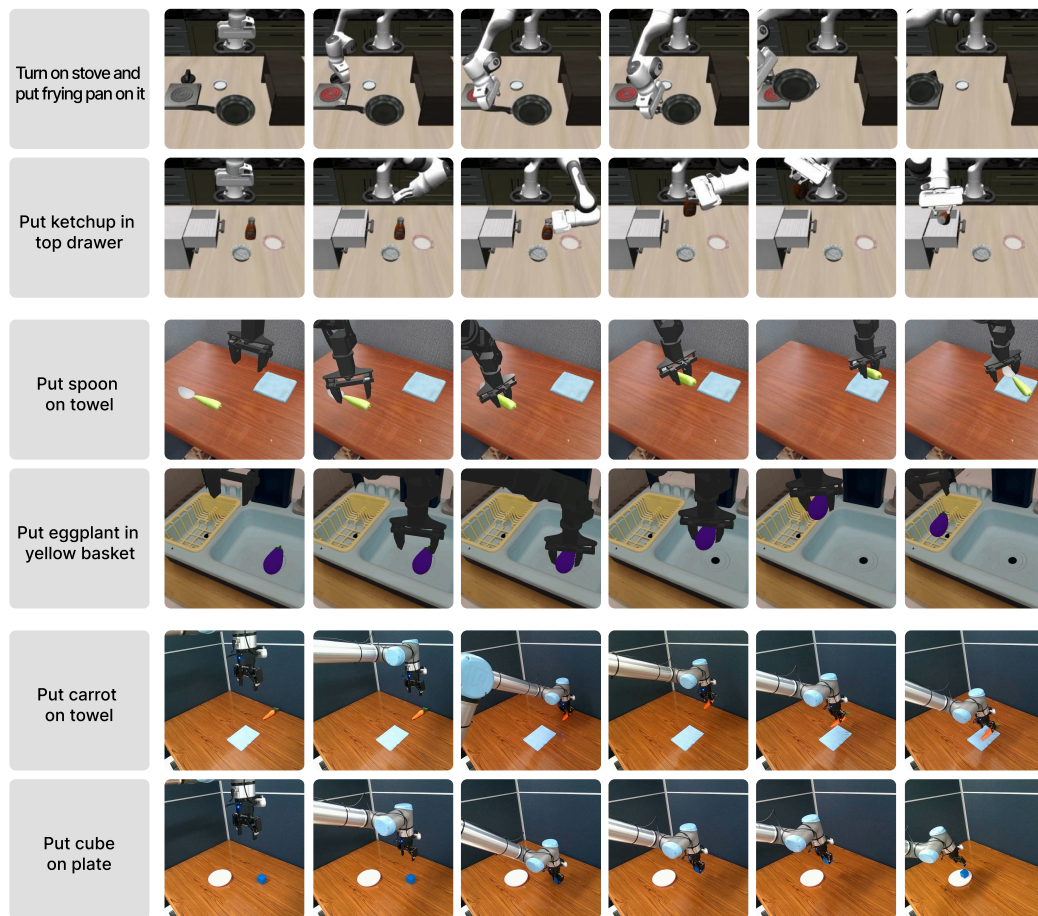 Turn on stove and
put frying pan on it
Put ketchup in
top drawer
Put spoon
on towel
Put eggplant in
yellow basket
Put carrot
on towel
Put cube
on plate